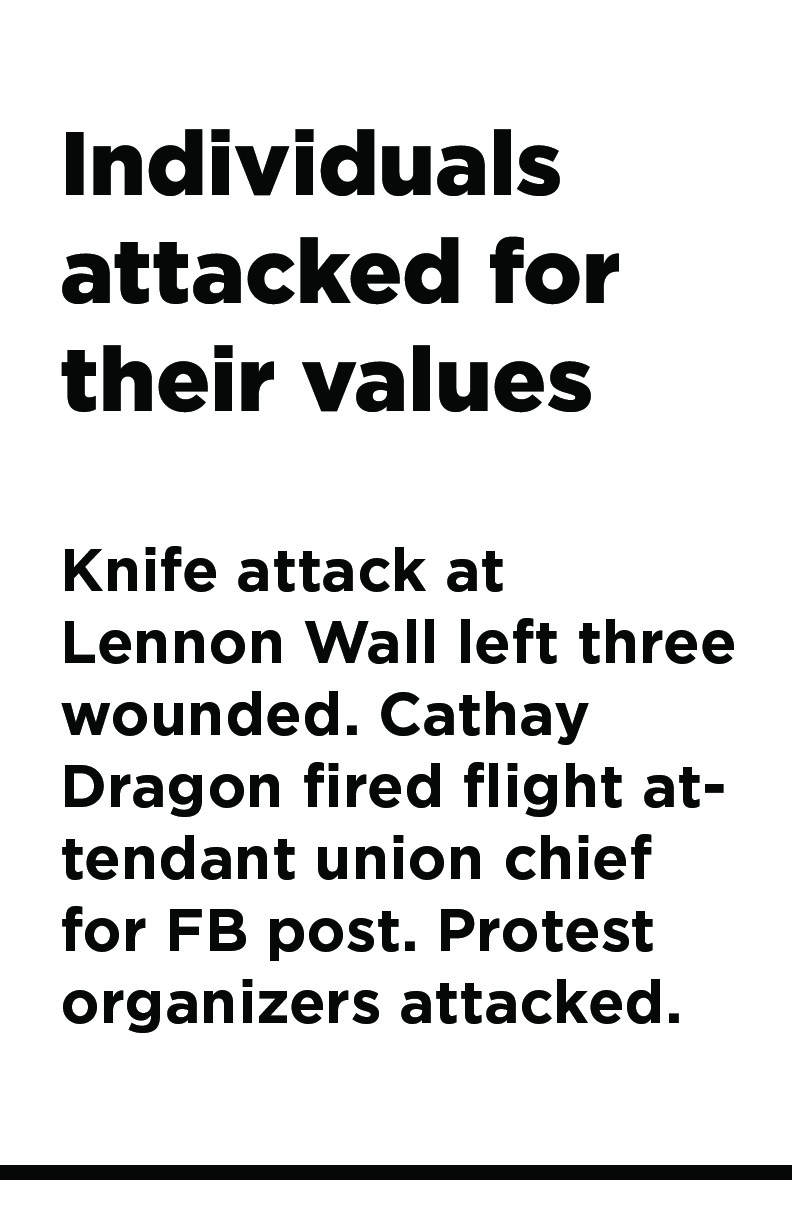 Individuals
attacked for
their values
Knife attack at
Lennon Wall left three
wounded. Cathay
Dragon fired flight at-
tendant union chief
for FB post. Protest
organizers attacked.